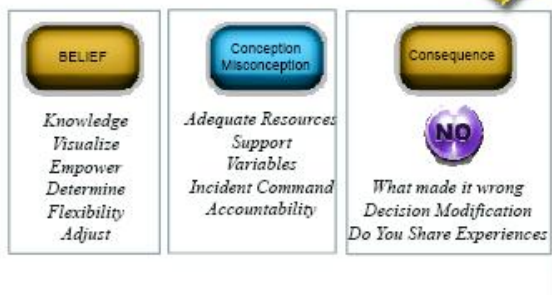 BELIEF
Knowledge
Visualize
Empower
Determine
Flexibility
Adjust
Conception
Misconception
Adequate Resources
Support
Variables
Incident Command
Accountability
Consequence
NO
What made it wrong
Decision Modification
Do You Share Experiences